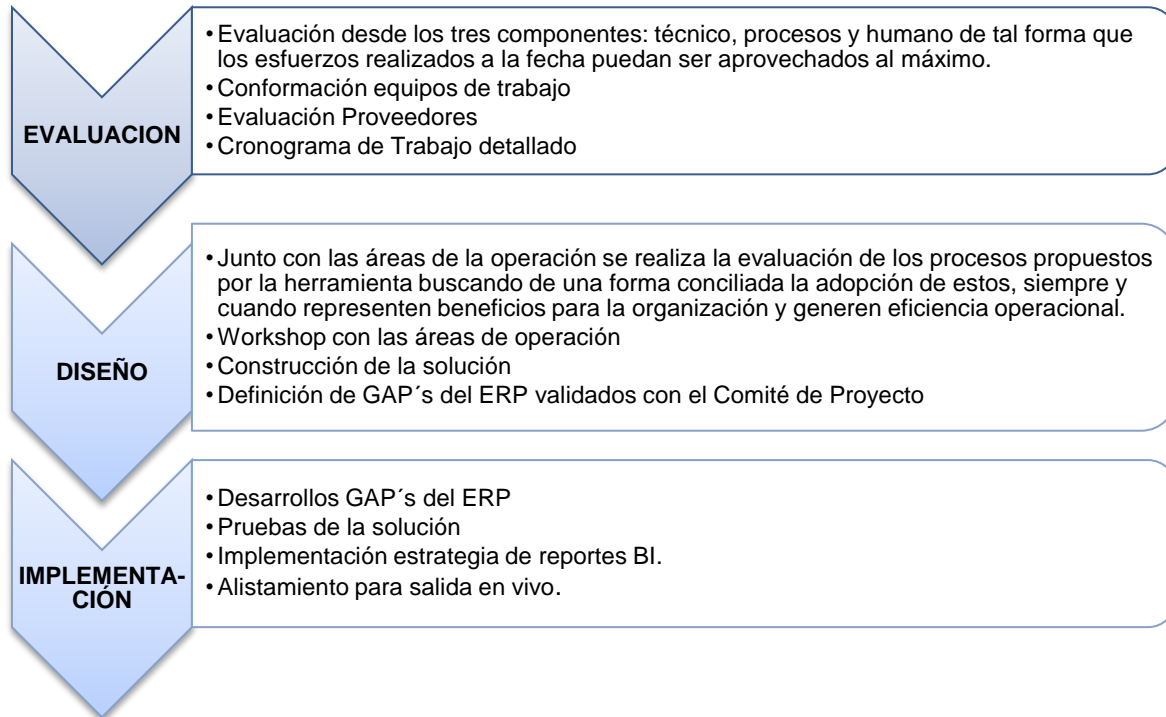 EVALUACION
• Evaluación desde los tres componentes: técnico, procesos y humano de tal forma que
los esfuerzos realizados a la fecha puedan ser aprovechados al máximo.
• Conformación equipos de trabajo
• Evaluación Proveedores
• Cronograma de Trabajo detallado
DISEÑO
• Junto con las áreas de la operación se realiza la evaluación de los procesos propuestos
por la herramienta buscando de una forma conciliada la adopción de estos, siempre y
cuando representen beneficios para la organización y generen eficiencia operacional.
• Workshop con las áreas de operación
• Construcción de la solución
• Definición de GAP´s del ERP validados con el Comité de Proyecto
IMPLEMENTA-
CIÓN
• Desarrollos GAP´s del ERP
• Pruebas de la solución
• Implementación estrategia de reportes BI.
• Alistamiento para salida en vivo.